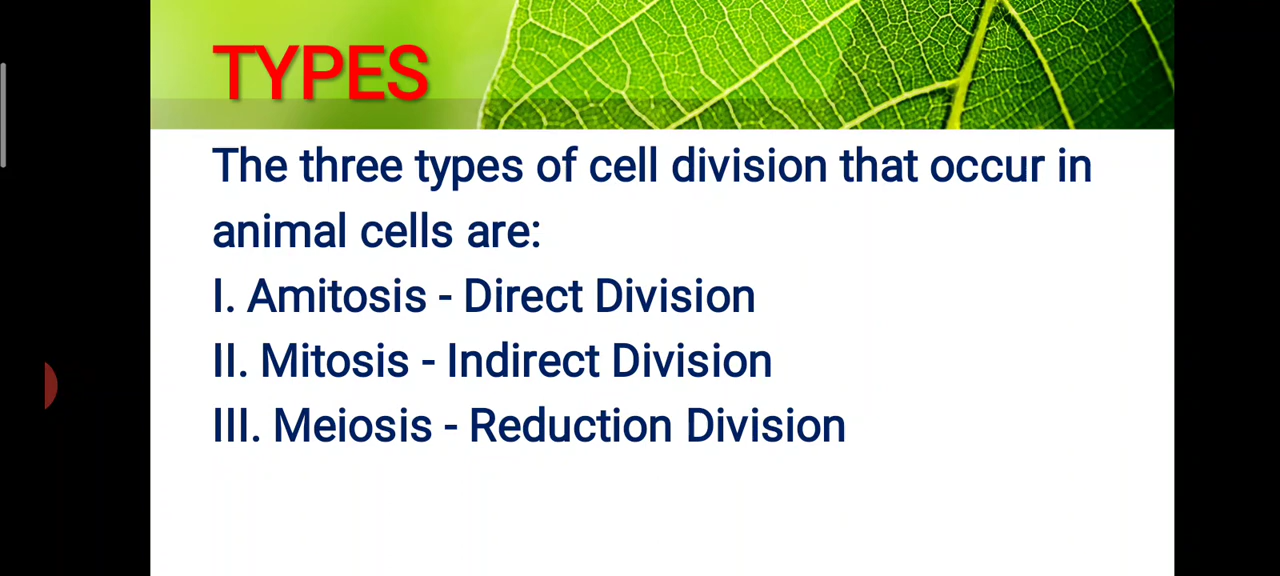 TYPES
The three types of cell division that occur in
animal cells are:
I. Amitosis - Direct Division
II. Mitosis - Indirect Division
III. Meiosis - Reduction Division